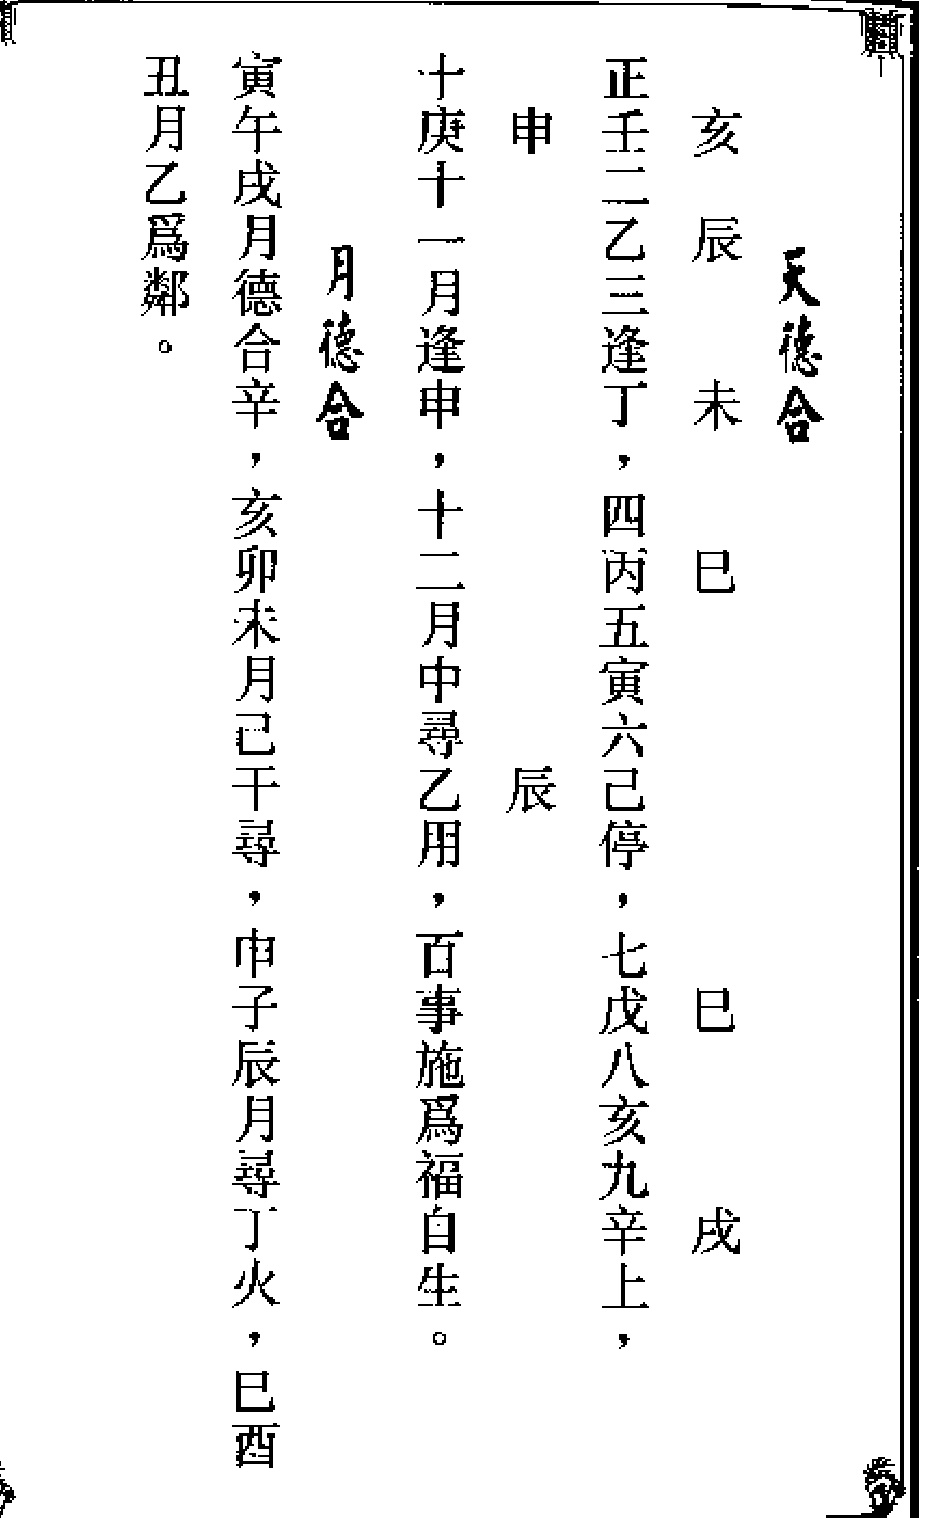 天德合
亥辰未巳巳戌
正壬二乙三逢丁，四丙五寅六己停，七戊八亥九辛上，
申辰
十庚十一月逢申，十二月中尋乙用，百事施爲福自生。
月德合
寅午戌月德合辛，亥卯未月己干尋，申子辰月尋丁火，巳酉
丑月乙爲鄰。